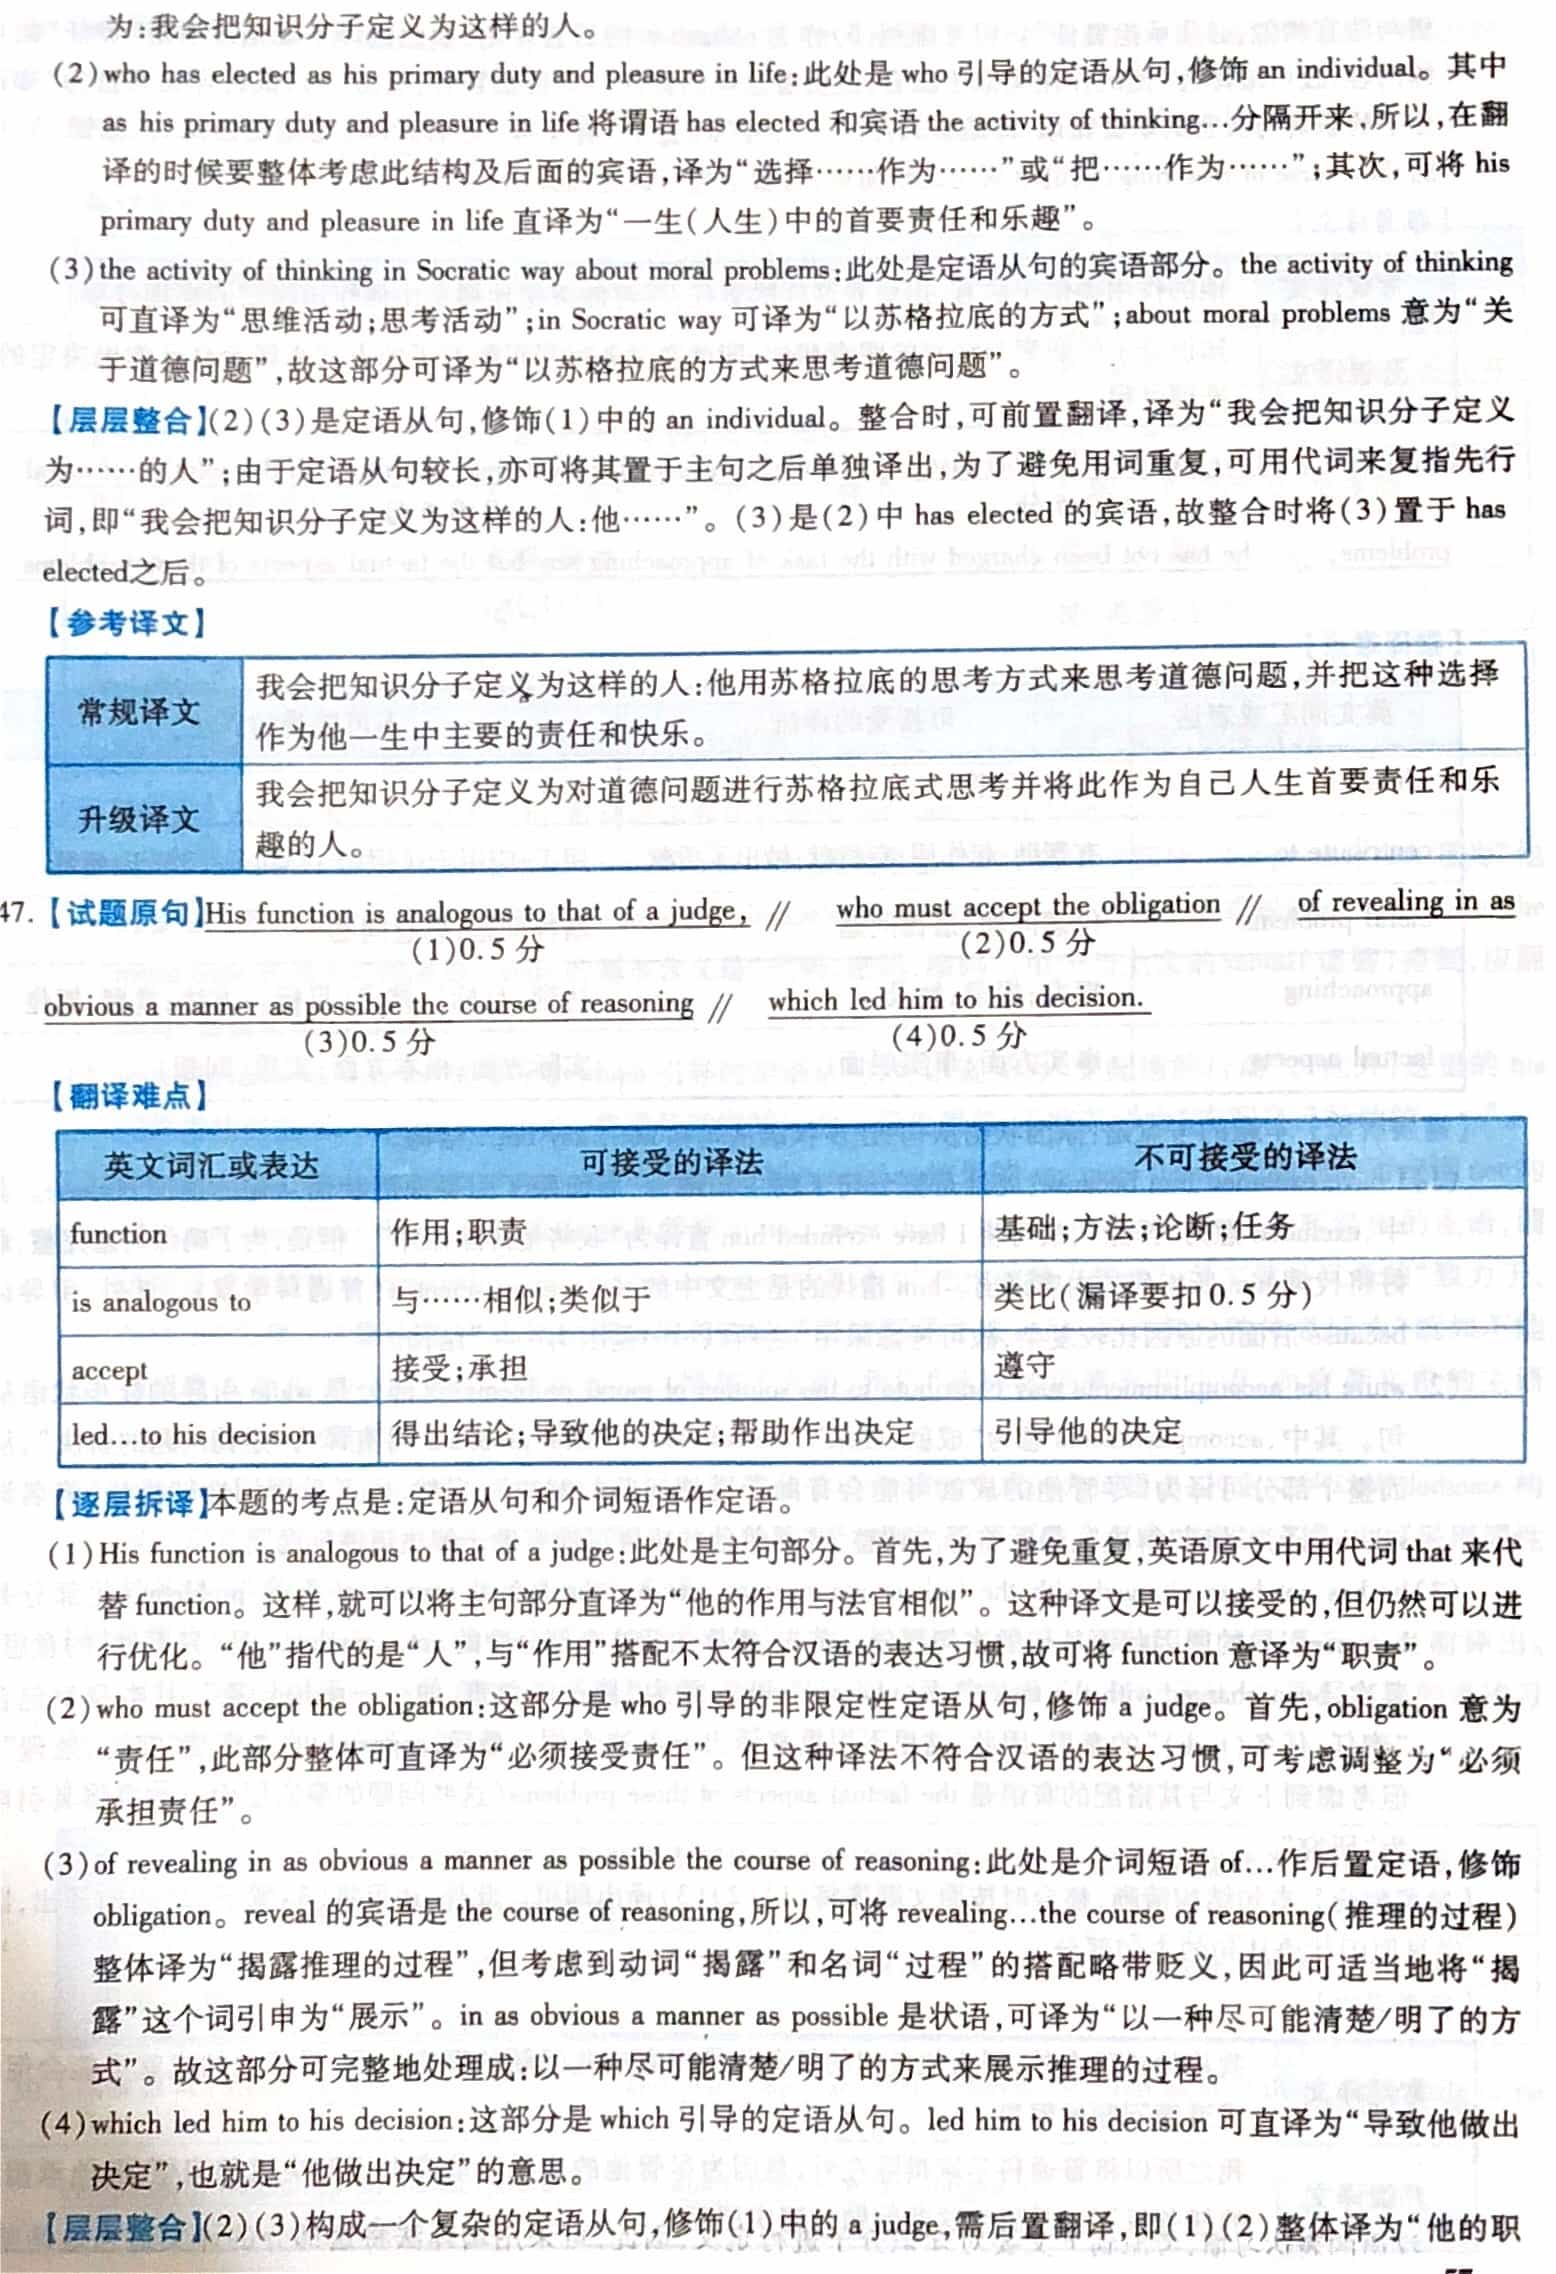 为:我会把知识分子定义为这样的人。
(2)who has elected as his primary duty and pleasure in life:此处是 who 引导的定语从句,修饰 an individual。其中
as his primary duty and pleasure in life 将谓语 has elected 和宾语 the activity of thinking…分隔开来,所以,在翻
译的时候要整体考虑此结构及后面的宾语,译为“选择……作为……”或“把……作为……”;其次,可将 his
primary duty and pleasure in life 直译为“一生(人生)中的首要责任和乐趣”。
(3)the activity of thinking in Socratic way about moral problems:此处是定语从句的宾语部分。the activity of thinking
可直译为“思维活动;思考活动”;in Socratic way 可译为“以苏格拉底的方式”;about moral problems 意为“关
于道德问题”,故这部分可译为“以苏格拉底的方式来思考道德问题”。
【层层整合】(2)(3)是定语从句,修饰(1)中的 an individual。整合时,可前置翻译,译为“我会把知识分子定义
为……的人”;由于定语从句较长,亦可将其置于主句之后单独译出,为了避免用词重复,可用代词来复指先行
词,即“我会把知识分子定义为这样的人:他……”。(3)是(2)中 has elected 的宾语,故整合时将(3)置于 has
elected之后。
【参考译文】
常规译文
我会把知识分子定义为这样的人:他用苏格拉底的思考方式来思考道德问题,并把这种选择
作为他一生中主要的责任和快乐。
升级译文
我会把知识分子定义为对道德问题进行苏格拉底式思考并将此作为自己人生首要责任和乐
趣的人。
47.【试题原句】His function is analogous to that of a judge, // who must accept the obligation // of revealing in as
(1)0.5 分 (2)0.5 分
obvious a manner as possible the course of reasoning // which led him to his decision.
(3)0.5 分 (4)0.5 分
【翻译难点】
英文词汇或表达 可接受的译法 不可接受的译法
function 作用;职责 基础;方法;论断;任务
is analogous to 与……相似;类似于 类比(漏译要扣 0.5 分)
accept 接受;承担 遵守
led…to his decision 得出结论;导致他的决定;帮助作出决定 引导他的决定
【逐层拆译】本题的考点是:定语从句和介词短语作定语。
(1)His function is analogous to that of a judge:此处是主句部分。首先,为了避免重复,英语原文中用代词 that 来代
替 function。这样,就可以将主句部分直译为“他的作用与法官相似”。这种译文是可以接受的,但仍然可以进
行优化。“他”指代的是“人”,与“作用”搭配不太符合汉语的表达习惯,故可将 function 意译为“职责”。
(2)who must accept the obligation:这部分是 who 引导的非限定性定语从句,修饰 a judge。首先,obligation 意为
“责任”,此部分整体可直译为“必须接受责任”。但这种译法不符合汉语的表达习惯,可考虑调整为“必须
承担责任”。
(3)of revealing in as obvious a manner as possible the course of reasoning:此处是介词短语 of…作后置定语,修饰
obligation。reveal 的宾语是 the course of reasoning,所以,可将 revealing…the course of reasoning(推理的过程)
整体译为“揭露推理的过程”,但考虑到动词“揭露”和名词“过程”的搭配略带贬义,因此可适当地将“揭
露”这个词引申为“展示”。in as obvious a manner as possible 是状语,可译为“以一种尽可能清楚/明了的方
式”。故这部分可完整地处理成:以一种尽可能清楚/明了的方式来展示推理的过程。
(4)which led him to his decision:这部分是 which 引导的定语从句。led him to his decision 可直译为“导致他做出
决定”,也就是“他做出决定”的意思。
【层层整合】(2)(3)构成一个复杂的定语从句,修饰(1)中的 a judge,需后置翻译,即(1)(2)整体译为“他的职